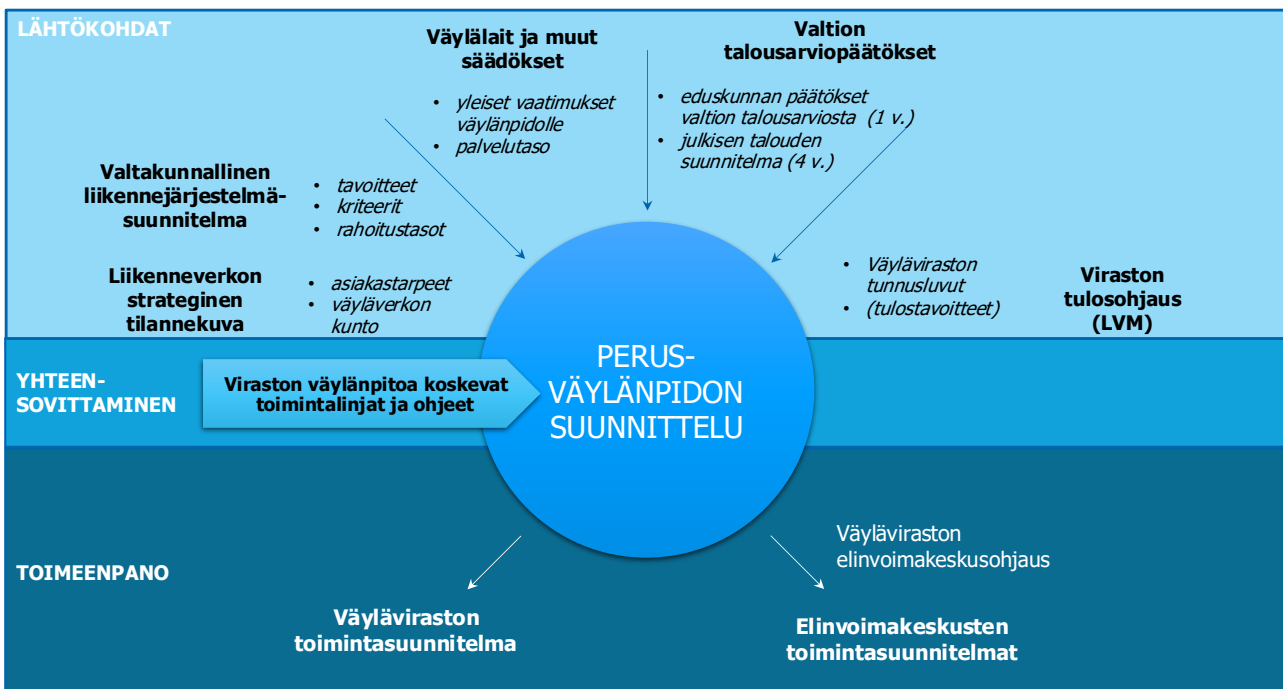 LÄHTÖKOHDAT
Väylälait ja muut
säädökset
• yleiset vaatimukset
väylänpidolle
• palvelutaso
Valtion
talousarviopäätökset
• eduskunnan päätökset
valtion talousarviosta (1 v.)
• julkisen talouden
suunnitelma (4 v.)
Valtakunnallinen
liikennejärjestelmä-
suunnitelma
• tavoitteet
• kriteerit
• rahoitustasot
Liikenneverkon
strateginen
tilannekuva
• asiakastarpeet
• väyläverkon
kunto
• Väyläviraston
tunnusluvut
• (tulostavoitteet)
Viraston
tulosohjaus
(LVM)
YHTEEN-
SOVITTAMINEN
Viraston väylänpitoa koskevat
toimintalinjat ja ohjeet
PERUS-
VÄYLÄNPIDON
SUUNNITTELU
TOIMEENPANO
Väyläviraston
elinvoimakeskusohjaus
Väyläviraston
toimintasuunnitelma
Elinvoimakeskusten
toimintasuunnitelmat